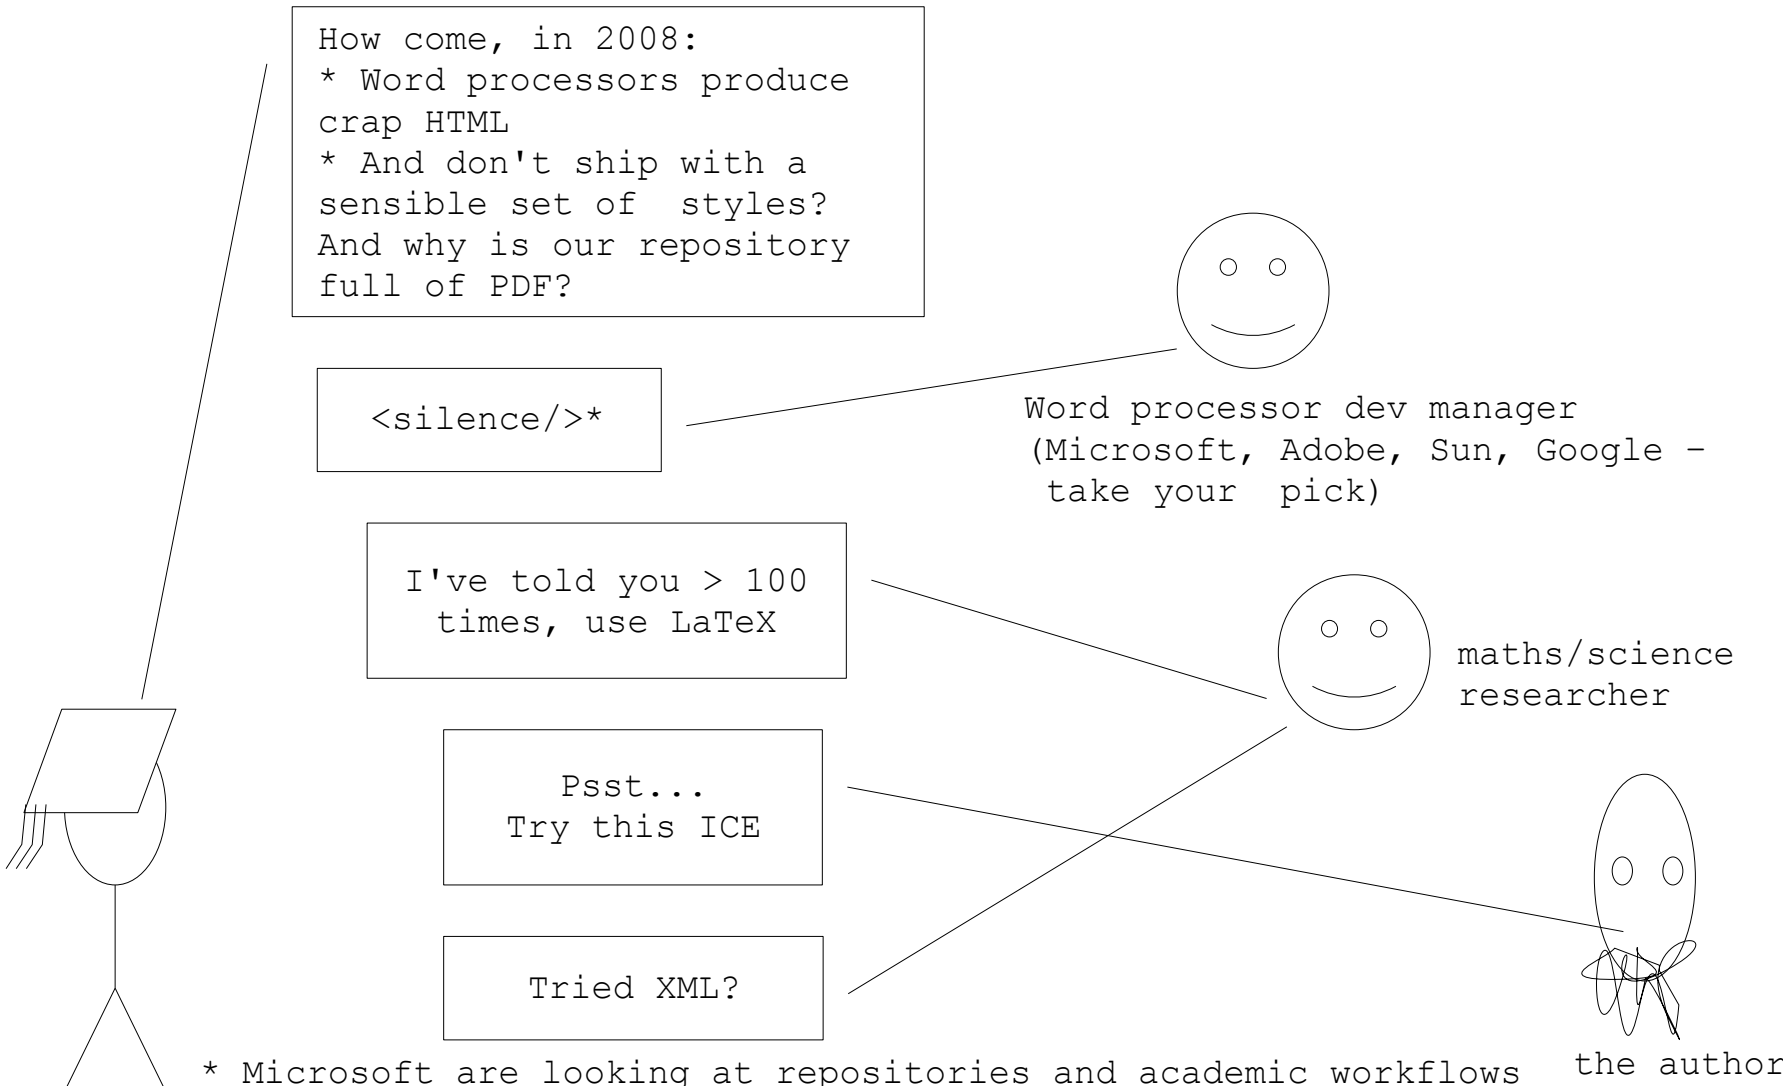 How come, in 2008:
* Word processors produce
crap HTML
* And don't ship with a
sensible set of  styles?
And why is our repository
full of PDF?
<silence/>*
Word processor dev manager
(Microsoft, Adobe, Sun, Google –
take your  pick)
I've told you > 100
times, use LaTeX
maths/science
researcher
Psst...
Try this ICE
Tried XML?
the author
* Microsoft are looking at repositories and academic workflows